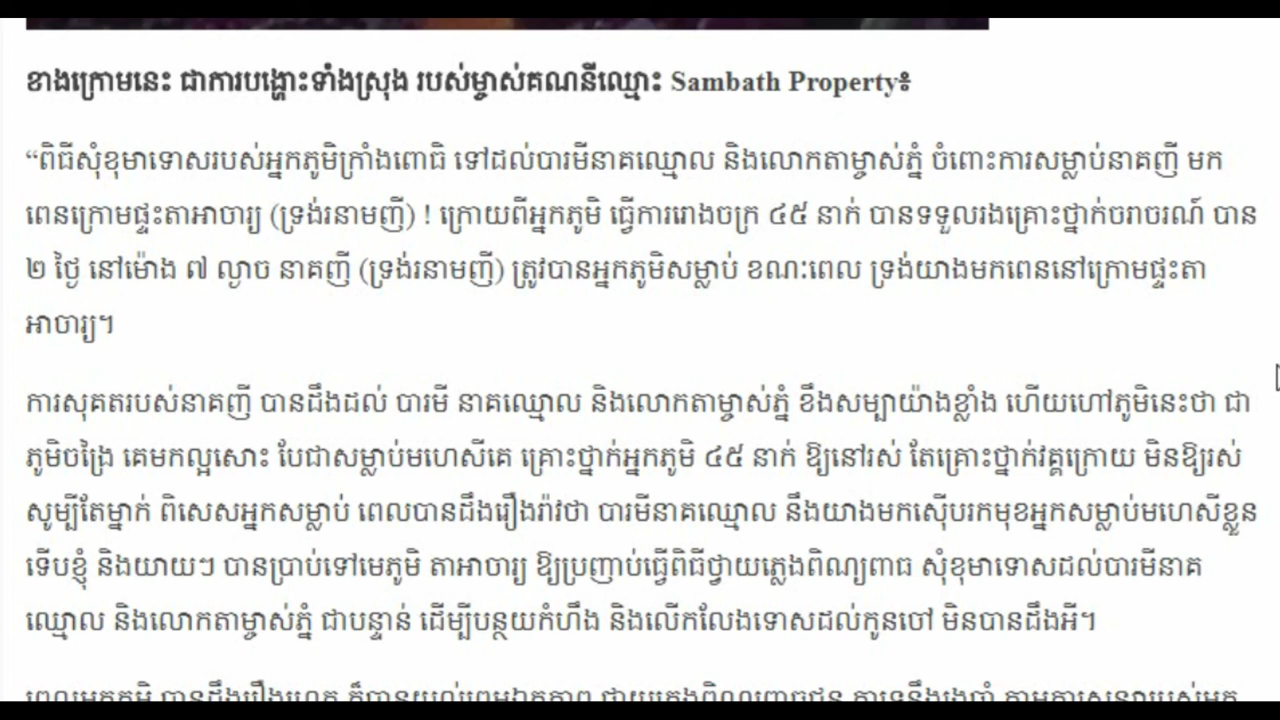 ខាងក្រោមនេះ ជាការបង្ហោះទាំងស្រុង របស់ម្ចាស់គណនីឈ្មោះ Sambath Property៖
“ពិធីសុំខុមាទោសរបស់អ្នកភូមិក្រាំងពោធិ ទៅដល់បារមីនាគឈ្មោល និងលោកតាម្ចាស់ភ្នំ ចំពោះការសម្លាប់នាគញី មក
ពេនក្រោមផ្ទះតាអាចារ្យ (ទ្រង់រនាមញី) ! ក្រោយពីអ្នកភូមិ ធ្វើការរោងចក្រ ៤៥ នាក់ បានទទួលរងគ្រោះថ្នាក់ចរាចរណ៍ បាន
២ ថ្ងៃ នៅម៉ោង ៧ ល្ងាច នាគញី (ទ្រង់រនាមញី) ត្រូវបានអ្នកភូមិសម្លាប់ ខណៈពេល ទ្រង់យាងមកពេននៅក្រោមផ្ទះតា
អាចារ្យ។
ការសុគតរបស់នាគញី បានដឹងដល់ បារមី នាគឈ្មោល និងលោកតាម្ចាស់ភ្នំ ខឹងសម្បាយ៉ាងខ្លាំង ហើយហៅភូមិនេះថា ជា
ភូមិចង្រៃ គេមកល្អសោះ បែជាសម្លាប់មហេសីគេ គ្រោះថ្នាក់អ្នកភូមិ ៤៥ នាក់ ឱ្យនៅរស់ តែគ្រោះថ្នាក់វគ្គក្រោយ មិនឱ្យរស់
សូម្បីតែម្នាក់ ពិសេសអ្នកសម្លាប់ ពេលបានដឹងរឿងរ៉ាវថា បារមីនាគឈ្មោល នឹងយាងមកស៊ើបរកមុខអ្នកសម្លាប់មហេសីខ្លួន
ទើបខ្ញុំ និងយាយៗ បានប្រាប់ទៅមេភូមិ តាអាចារ្យ ឱ្យប្រញាប់ធ្វើពិធីថ្វាយភ្លេងពិណ្យពាធ សុំខុមាទោសដល់បារមីនាគ
ឈ្មោល និងលោកតាម្ចាស់ភ្នំ ជាបន្ទាន់ ដើម្បីបន្ថយកំហឹង និងលើកលែងទោសដល់កូនចៅ មិនបានដឹងអី។